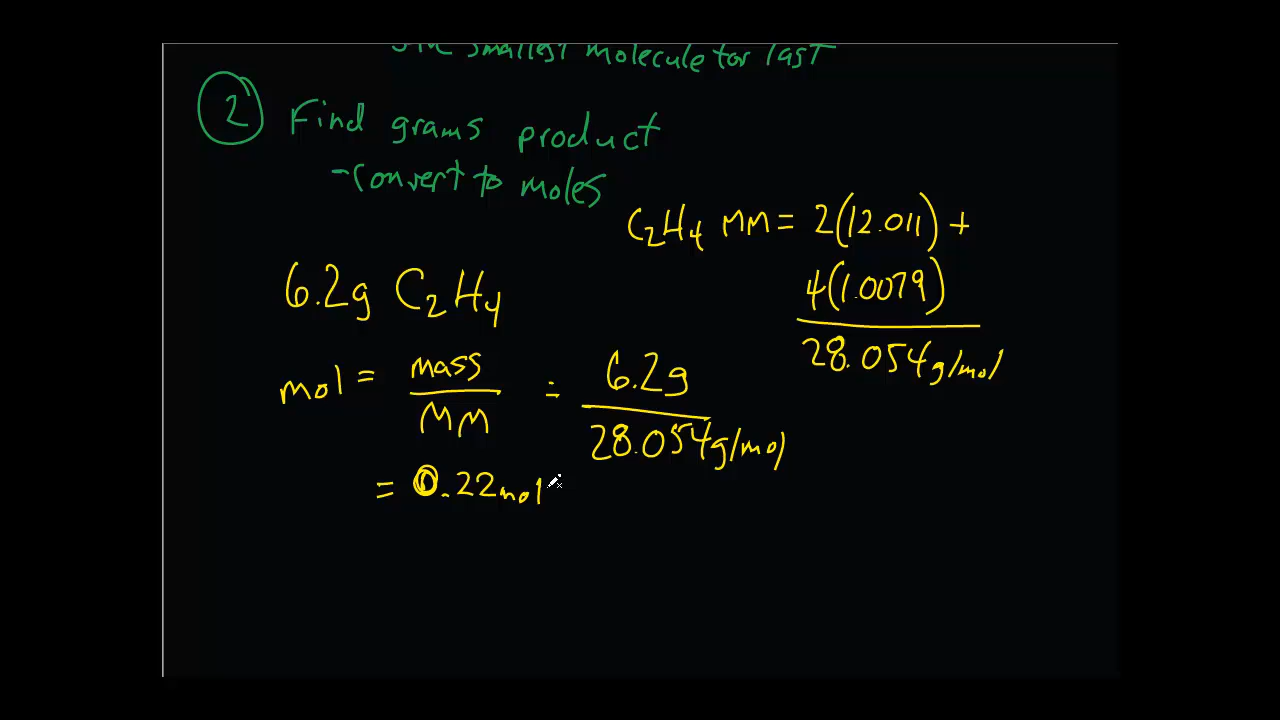 smallest molecule for last
2 Find grams product
-convert to moles
C₂H₄ MM = 2(12.011) +
4(1.0079)
28.054 g/mol
6.2g C₂H₄
mol = mass / MM = 6.2g / 28.054 g/mol
= 0.22 mol